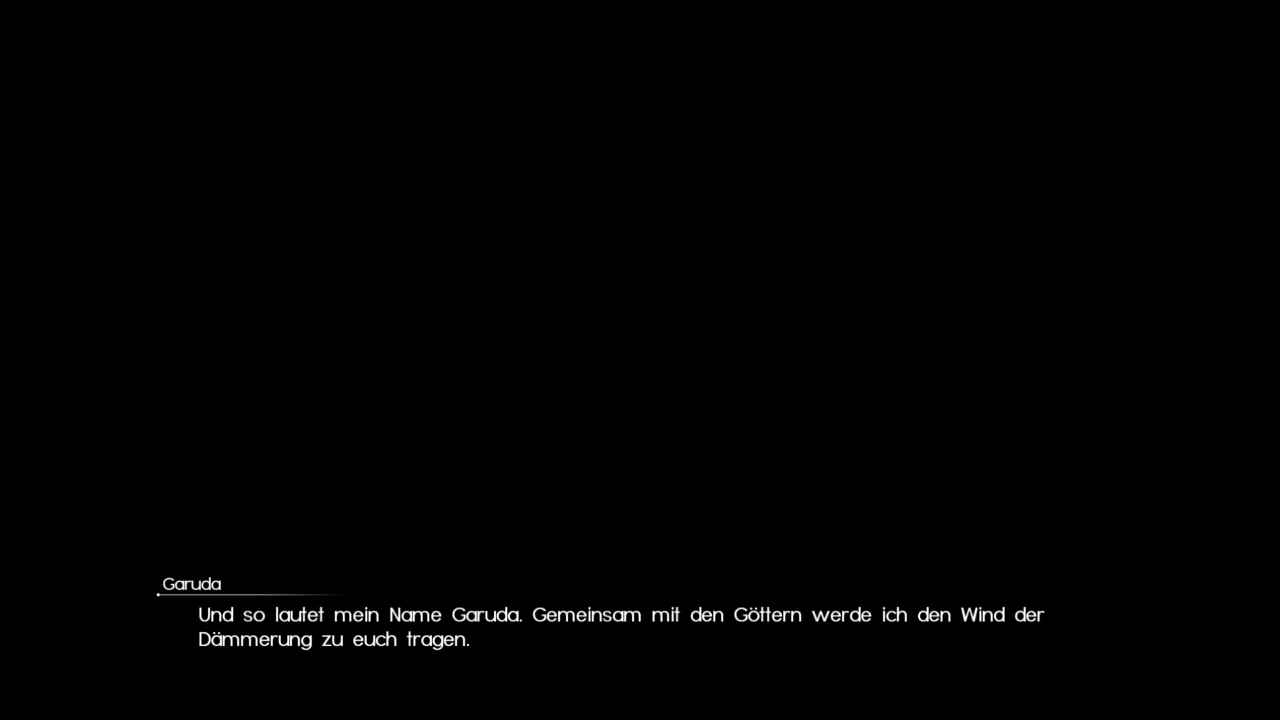 Garuda
Und so lautet mein Name Garuda. Gemeinsam mit den Göttern werde ich den Wind der
Dämmerung zu euch tragen.